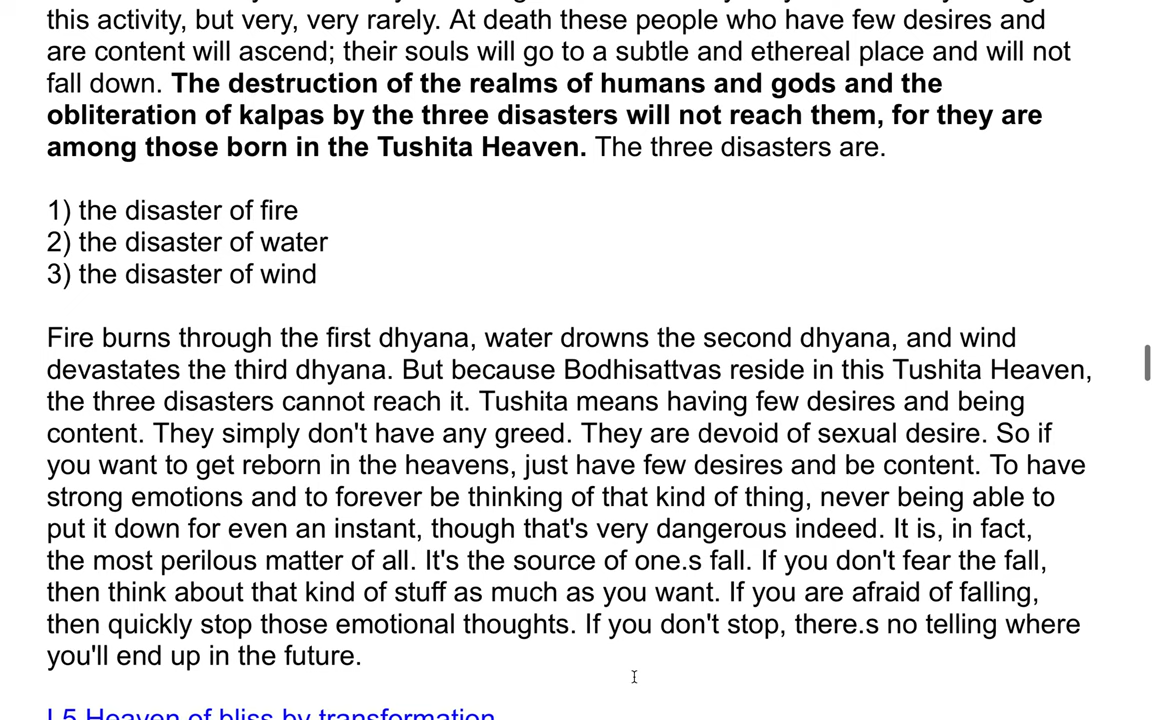 this activity, but very, very rarely. At death these people who have few desires and
are content will ascend; their souls will go to a subtle and ethereal place and will not
fall down. The destruction of the realms of humans and gods and the
obliteration of kalpas by the three disasters will not reach them, for they are
among those born in the Tushita Heaven. The three disasters are.
1) the disaster of fire
2) the disaster of water
3) the disaster of wind
Fire burns through the first dhyana, water drowns the second dhyana, and wind
devastates the third dhyana. But because Bodhisattvas reside in this Tushita Heaven,
the three disasters cannot reach it. Tushita means having few desires and being
content. They simply don't have any greed. They are devoid of sexual desire. So if
you want to get reborn in the heavens, just have few desires and be content. To have
strong emotions and to forever be thinking of that kind of thing, never being able to
put it down for even an instant, though that's very dangerous indeed. It is, in fact,
the most perilous matter of all. It's the source of one.s fall. If you don't fear the fall,
then think about that kind of stuff as much as you want. If you are afraid of falling,
then quickly stop those emotional thoughts. If you don't stop, there.s no telling where
you'll end up in the future.
L5 Heaven of bliss by transformation